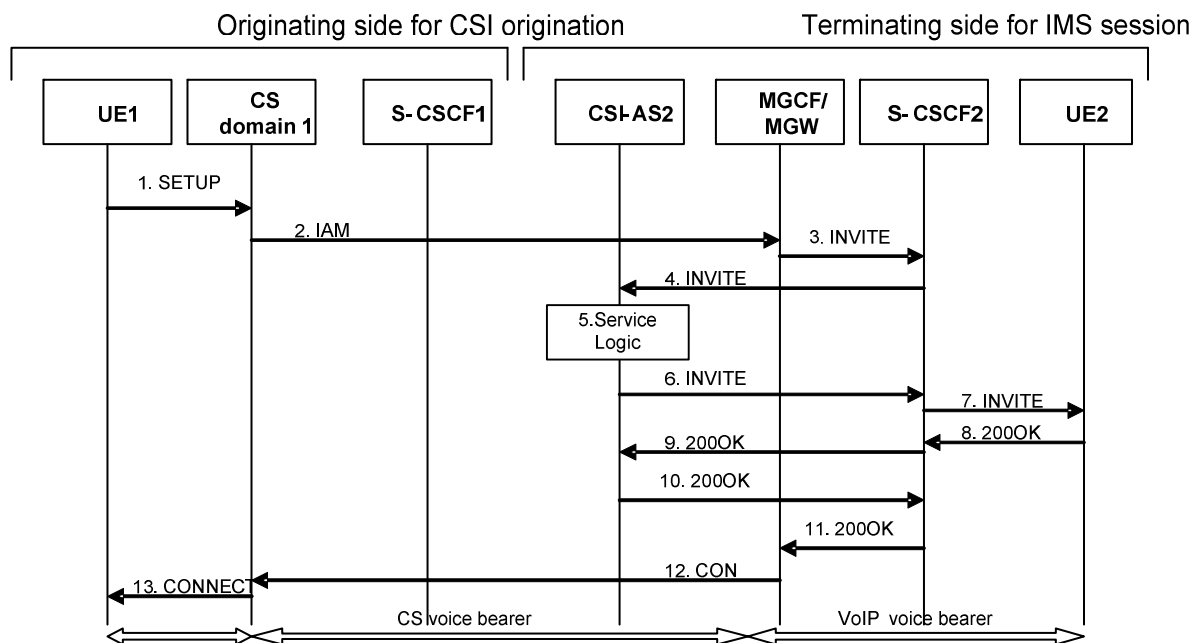 Originating side for CSI origination
Terminating side for IMS session
UE1
CS
domain 1
S- CSCF1
CSI-AS2
MGCF/
MGW
S- CSCF2
UE2
1. SETUP
2. IAM
3. INVITE
4. INVITE
5.Service
Logic
6. INVITE
7. INVITE
8. 200OK
9. 200OK
10. 200OK
11. 200OK
12. CON
13. CONNECT
CS voice bearer
VoIP voice bearer